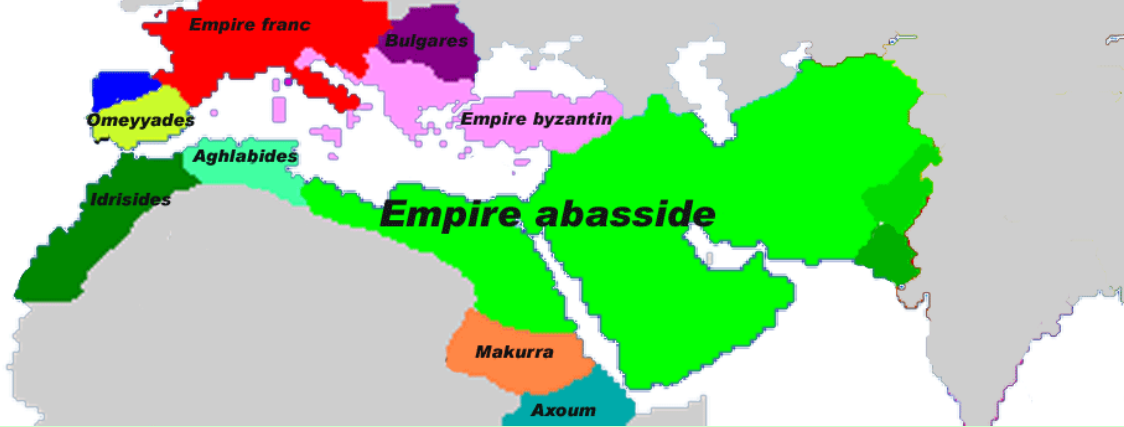 Empire franc
Bulgares
Omeyyades
Empire byzantin
Aghlabides
Idrisides
Empire abasside
Makurra
Axoum